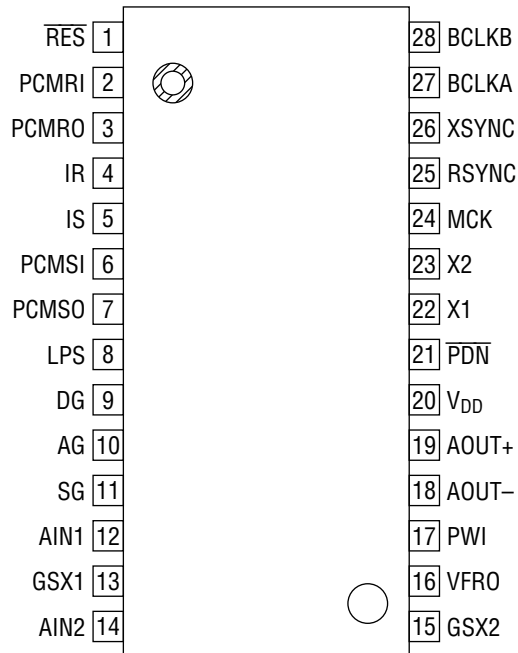 R̅E̅S̅ 1 28 BCLKB
PCMRI 2 27 BCLKA
PCMRO 3 26 XSYNC
IR 4 25 RSYNC
IS 5 24 MCK
PCMSI 6 23 X2
PCMSO 7 22 X1
LPS 8 21 P̅D̅N̅
DG 9 20 VDD
AG 10 19 AOUT+
SG 11 18 AOUT–
AIN1 12 17 PWI
GSX1 13 16 VFRO
AIN2 14 15 GSX2